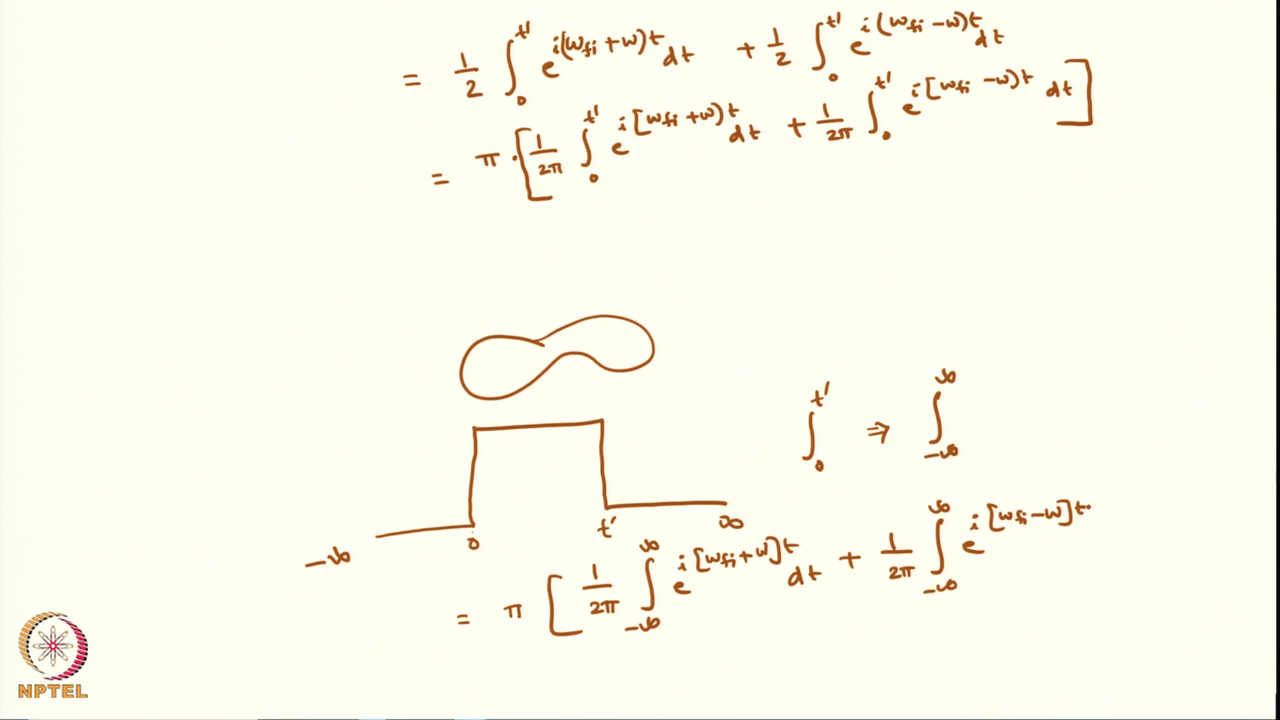 = 1/2 ∫₀^t' e^{i(ω_fi + ω)t} dt + 1/2 ∫₀^t' e^{i(ω_fi − ω)t} dt
= π · [ 1/2π ∫₀^t' e^{i[ω_fi + ω)t} dt + 1/2π ∫₀^t' e^{i[ω_fi − ω)t} dt ]
∫₀^t' ⇒ ∫_{−∞}^{∞}
−∞ 0 t' ∞
= π [ 1/2π ∫_{−∞}^{∞} e^{i[ω_fi + ω]t} dt + 1/2π ∫_{−∞}^{∞} e^{i[ω_fi − ω]t}
NPTEL